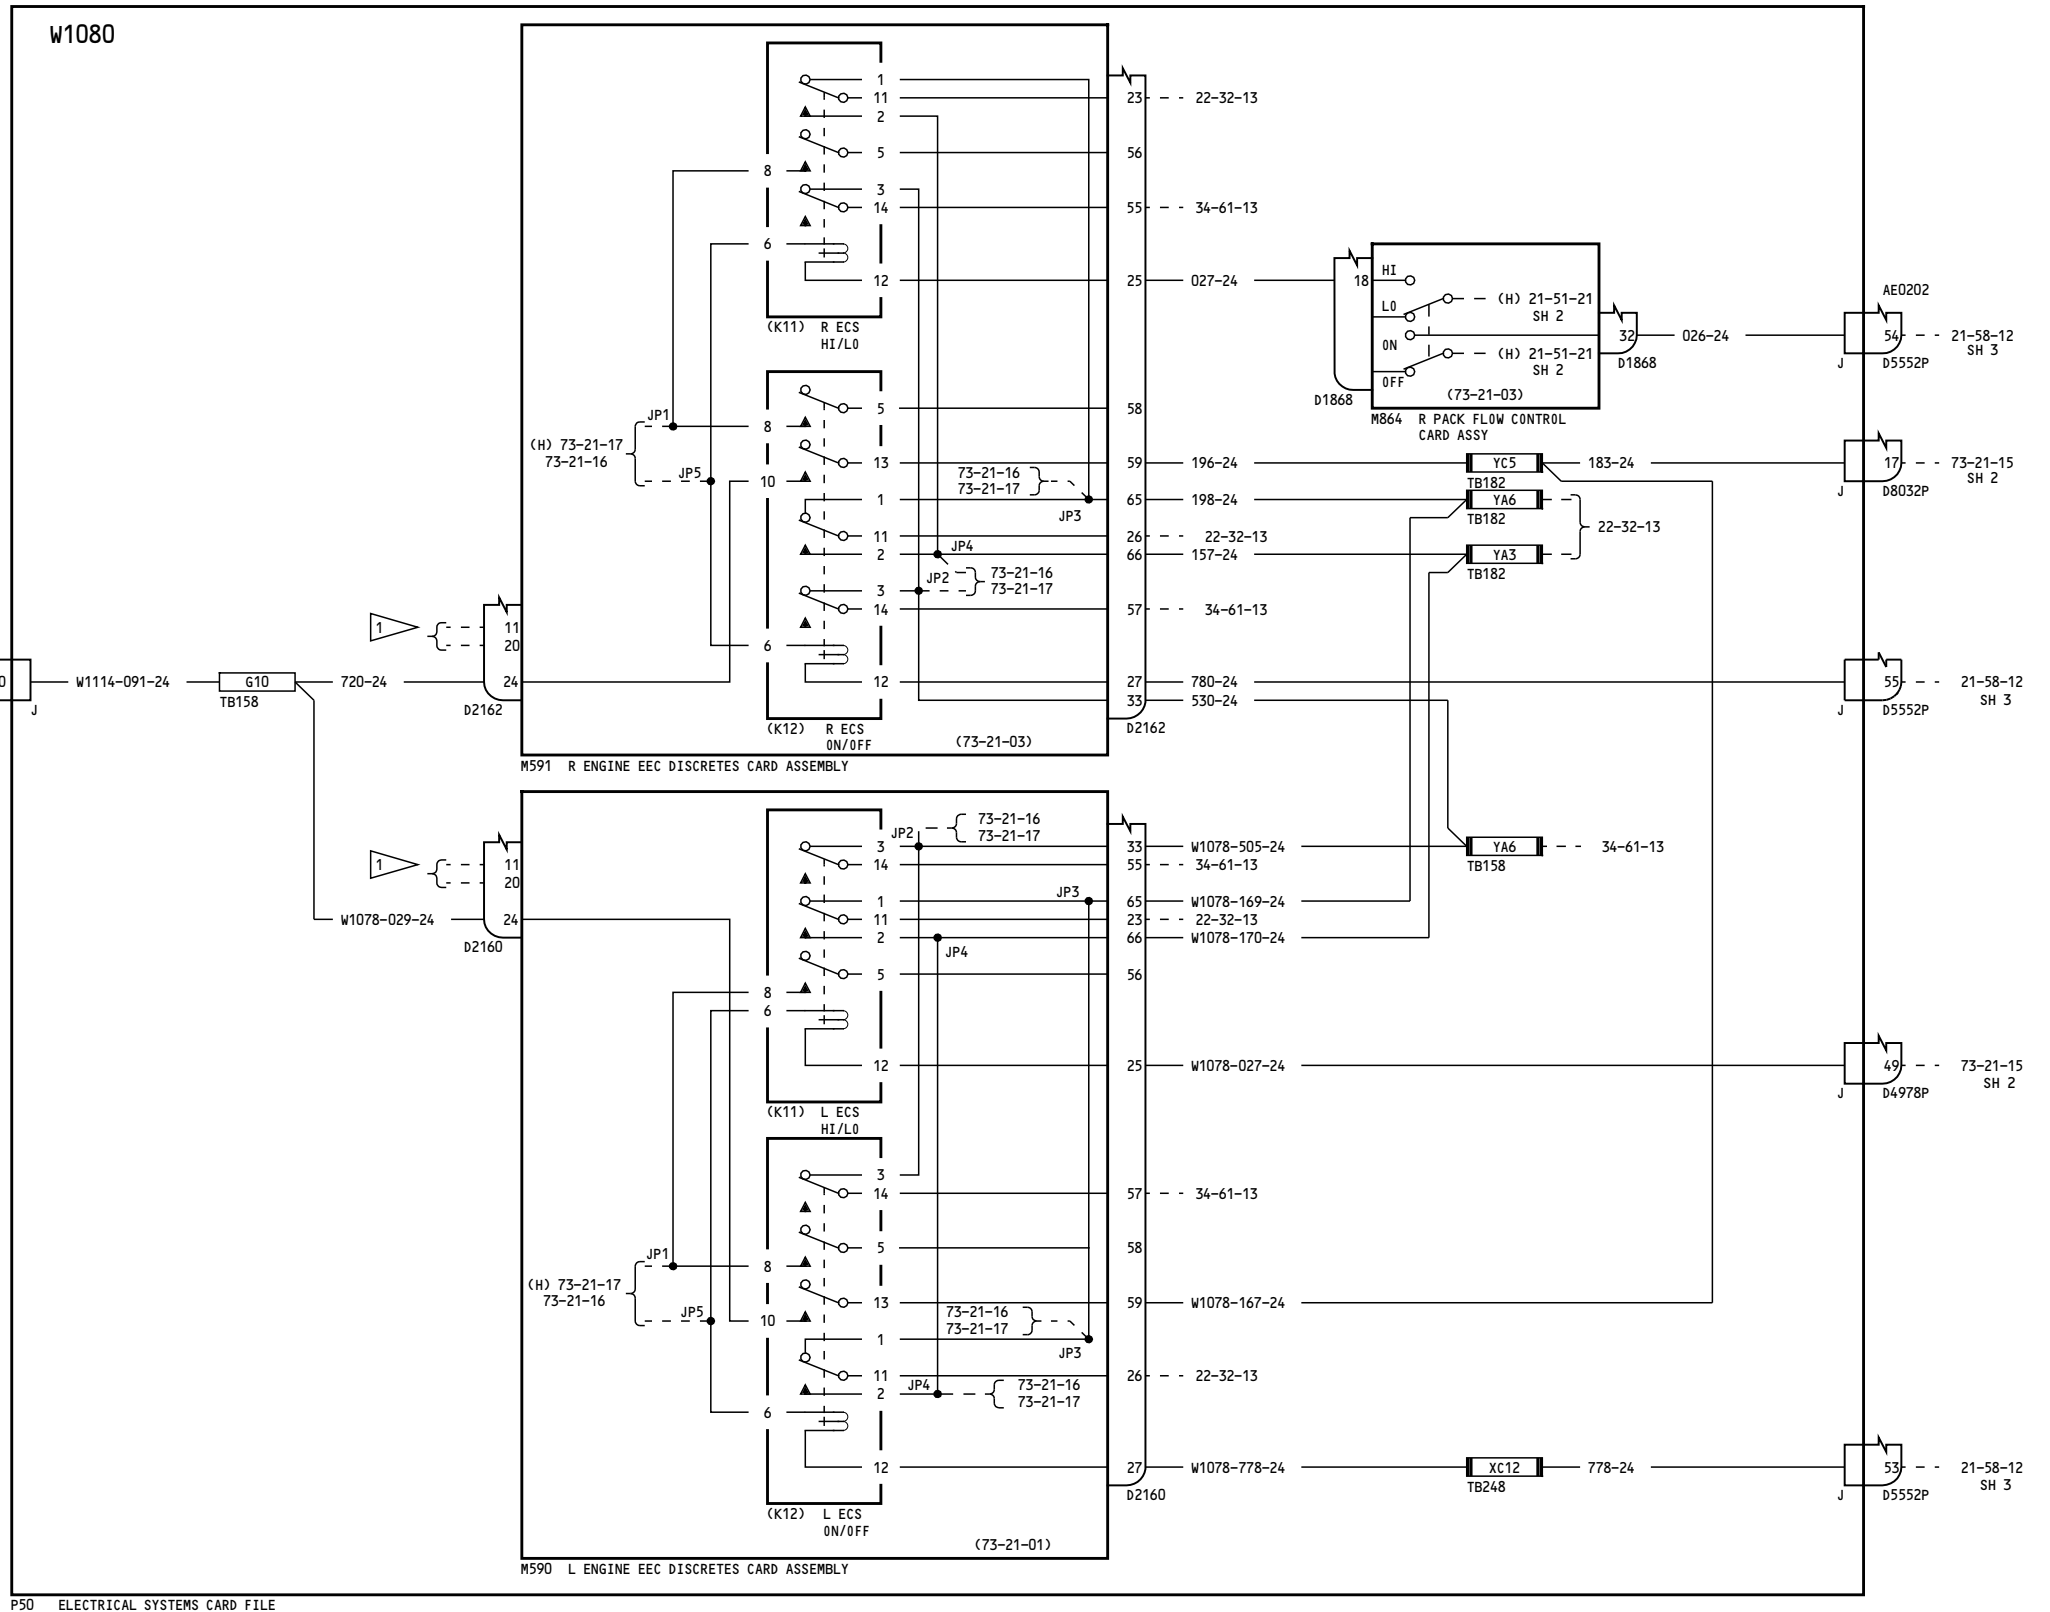 W1080
1
11
2
5
8
3
14
6
12
(K11) R ECS
HI/LO
23 22-32-13
56
55 34-61-13
25 027-24
18
HI
LO
ON
OFF
(H) 21-51-21
SH 2
(H) 21-51-21
SH 2
(73-21-03)
D1868
32
D1868
M864 R PACK FLOW CONTROL
CARD ASSY
026-24
AE0202
54
J D5552P
21-58-12
SH 3
(H) 73-21-17
73-21-16
JP1
JP5
5
8
13
10
1
11
2
3
14
6
12
(K12) R ECS
ON/OFF
(73-21-03)
73-21-16
73-21-17
JP3
JP4
JP2
73-21-16
73-21-17
58
59 196-24
65 198-24
26 22-32-13
66 157-24
57 34-61-13
27 780-24
33 530-24
D2162
YC5
TB182
183-24
17
J D8032P
73-21-15
SH 2
YA6
TB182
YA3
TB182
22-32-13
55
J D5552P
21-58-12
SH 3
1
11
20
24
D2162
0
J
W1114-091-24
G10
TB158
720-24
M591 R ENGINE EEC DISCRETES CARD ASSEMBLY
1
11
20
24
D2160
W1078-029-24
JP2
73-21-16
73-21-17
3
14
1
11
2
5
8
6
12
JP3
JP4
(K11) L ECS
HI/LO
33 W1078-505-24
55 34-61-13
65 W1078-169-24
23 22-32-13
66 W1078-170-24
56
25 W1078-027-24
YA6
TB158
34-61-13
49
J D4978P
73-21-15
SH 2
(H) 73-21-17
73-21-16
JP1
JP5
3
14
5
8
13
10
1
11
2
6
12
73-21-16
73-21-17
JP3
JP4
73-21-16
73-21-17
(K12) L ECS
ON/OFF
(73-21-01)
57 34-61-13
58
59 W1078-167-24
26 22-32-13
27 W1078-778-24
D2160
XC12
TB248
778-24
53
J D5552P
21-58-12
SH 3
M590 L ENGINE EEC DISCRETES CARD ASSEMBLY
P50 ELECTRICAL SYSTEMS CARD FILE